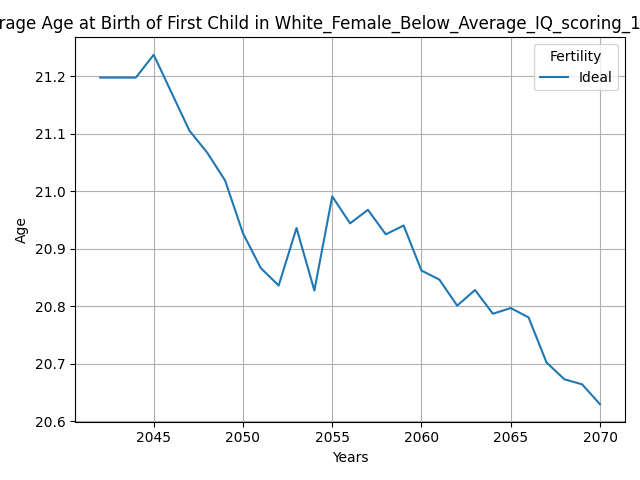 rage Age at Birth of First Child in White_Female_Below_Average_IQ_scoring_1
Fertility
Ideal
21.2
21.1
21.0
20.9
20.8
20.7
20.6
Age
2045 2050 2055 2060 2065 2070
Years